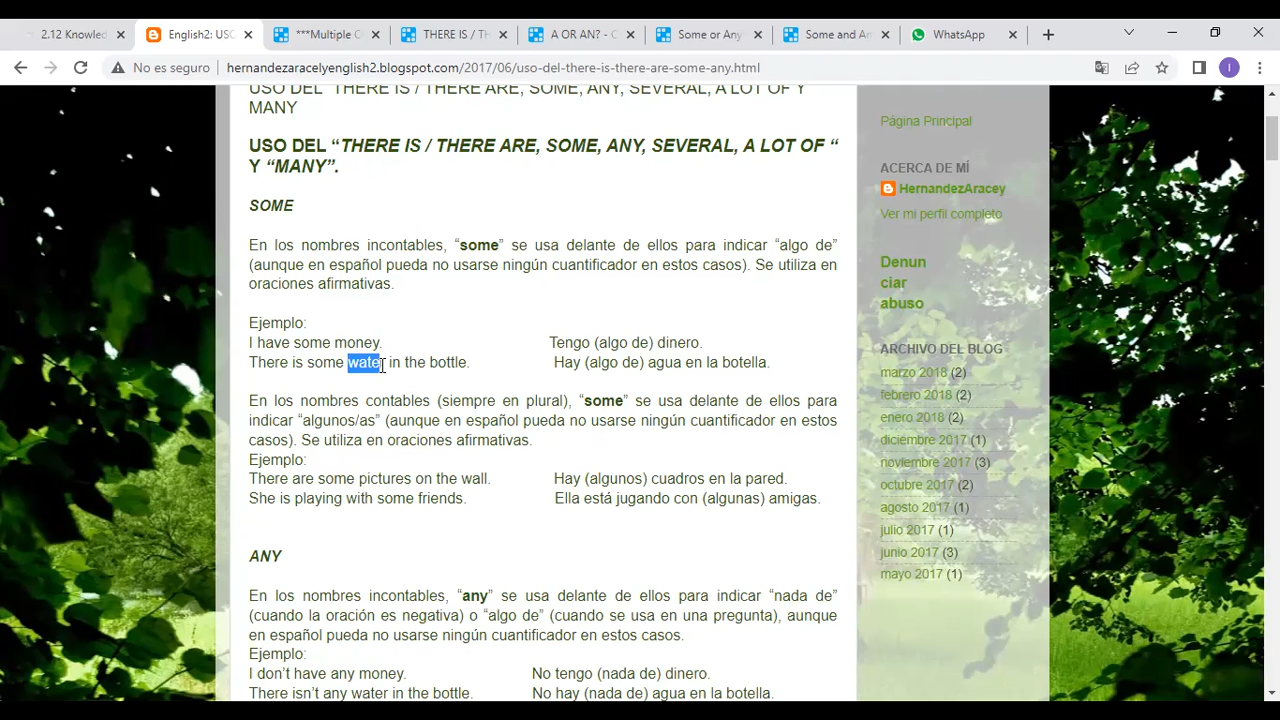 2.12 Knowled
English2: USC
***Multiple C
THERE IS / TH
A OR AN? - C
Some or Any
Some and An
WhatsApp
No es seguro
hernandezaracelyenglish2.blogspot.com/2017/06/uso-del-there-is-there-are-some-any.html
USO DEL "THERE IS / THERE ARE, SOME, ANY, SEVERAL, A LOT OF Y
MANY
USO DEL “THERE IS / THERE ARE, SOME, ANY, SEVERAL, A LOT OF “
Y “MANY”.
SOME
En los nombres incontables, “some” se usa delante de ellos para indicar “algo de”
(aunque en español pueda no usarse ningún cuantificador en estos casos). Se utiliza en
oraciones afirmativas.
Ejemplo:
I have some money. Tengo (algo de) dinero.
There is some water in the bottle. Hay (algo de) agua en la botella.
En los nombres contables (siempre en plural), “some” se usa delante de ellos para
indicar “algunos/as” (aunque en español pueda no usarse ningún cuantificador en estos
casos). Se utiliza en oraciones afirmativas.
Ejemplo:
There are some pictures on the wall. Hay (algunos) cuadros en la pared.
She is playing with some friends. Ella está jugando con (algunas) amigas.
ANY
En los nombres incontables, “any” se usa delante de ellos para indicar “nada de”
(cuando la oración es negativa) o “algo de” (cuando se usa en una pregunta), aunque
en español pueda no usarse ningún cuantificador en estos casos.
Ejemplo:
I don’t have any money. No tengo (nada de) dinero.
There isn’t any water in the bottle. No hay (nada de) agua en la botella.
Página Principal
ACERCA DE MÍ
HernandezAracey
Ver mi perfil completo
Denun
ciar
abuso
ARCHIVO DEL BLOG
marzo 2018 (2)
febrero 2018 (2)
enero 2018 (2)
diciembre 2017 (1)
noviembre 2017 (3)
octubre 2017 (2)
agosto 2017 (1)
julio 2017 (1)
junio 2017 (3)
mayo 2017 (1)